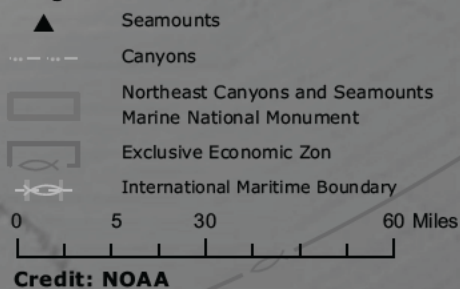 Seamounts
Canyons
Northeast Canyons and Seamounts
Marine National Monument
Exclusive Economic Zon
International Maritime Boundary
0 5 30 60 Miles
Credit: NOAA